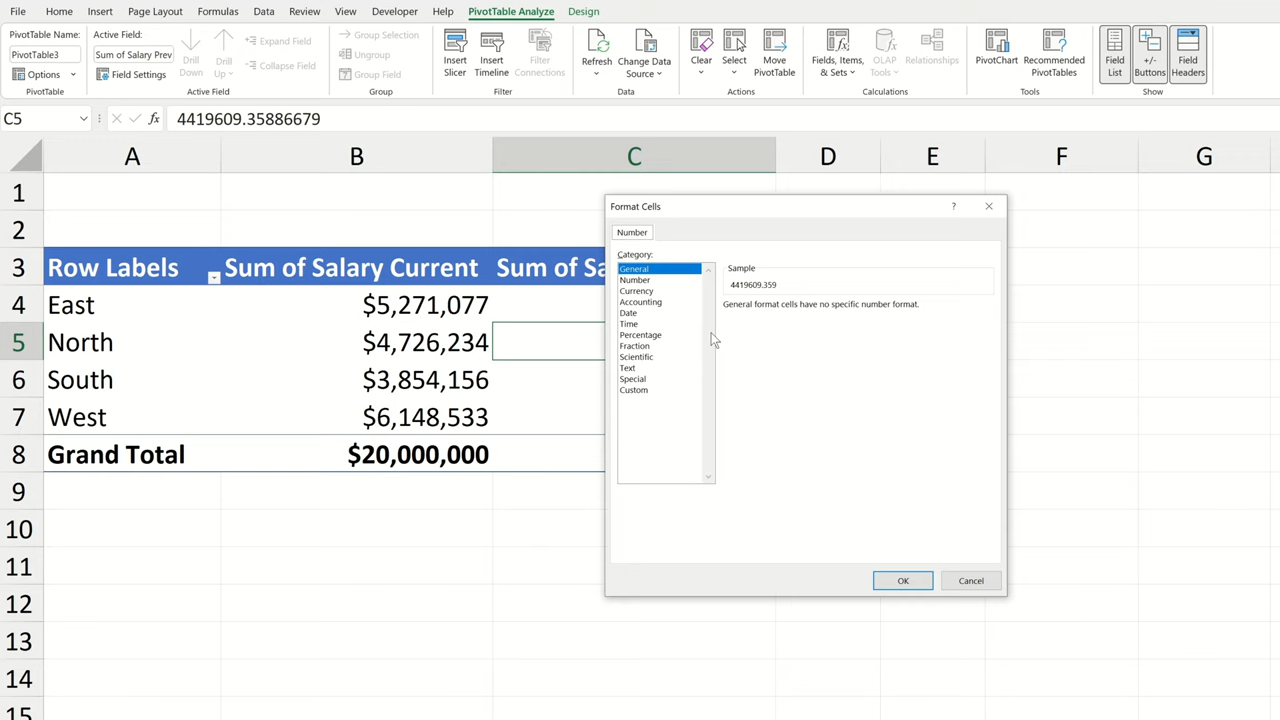 File Home Insert Page Layout Formulas Data Review View Developer Help PivotTable Analyze Design
PivotTable Name:
PivotTable3
Options
PivotTable
Active Field:
Sum of Salary Prev
Field Settings
Drill Down
Drill Up
Expand Field
Collapse Field
Active Field
Group Selection
Ungroup
Group Field
Group
Insert Slicer
Insert Timeline
Filter Connections
Filter
Refresh
Change Data Source
Data
Clear
Select
Move PivotTable
Actions
Fields, Items, & Sets
OLAP Tools
Relationships
Calculations
PivotChart
Recommended PivotTables
Tools
Field List
+/- Buttons
Field Headers
Show
C5 fx 4419609.35886679
A B C D E F G
1
2
3 Row Labels Sum of Salary Current Sum of Sa
4 East $5,271,077
5 North $4,726,234
6 South $3,854,156
7 West $6,148,533
8 Grand Total $20,000,000
9
10
11
12
13
14
15
Format Cells ?
Number
Category:
General
Number
Currency
Accounting
Date
Time
Percentage
Fraction
Scientific
Text
Special
Custom
Sample
4419609.359
General format cells have no specific number format.
OK Cancel